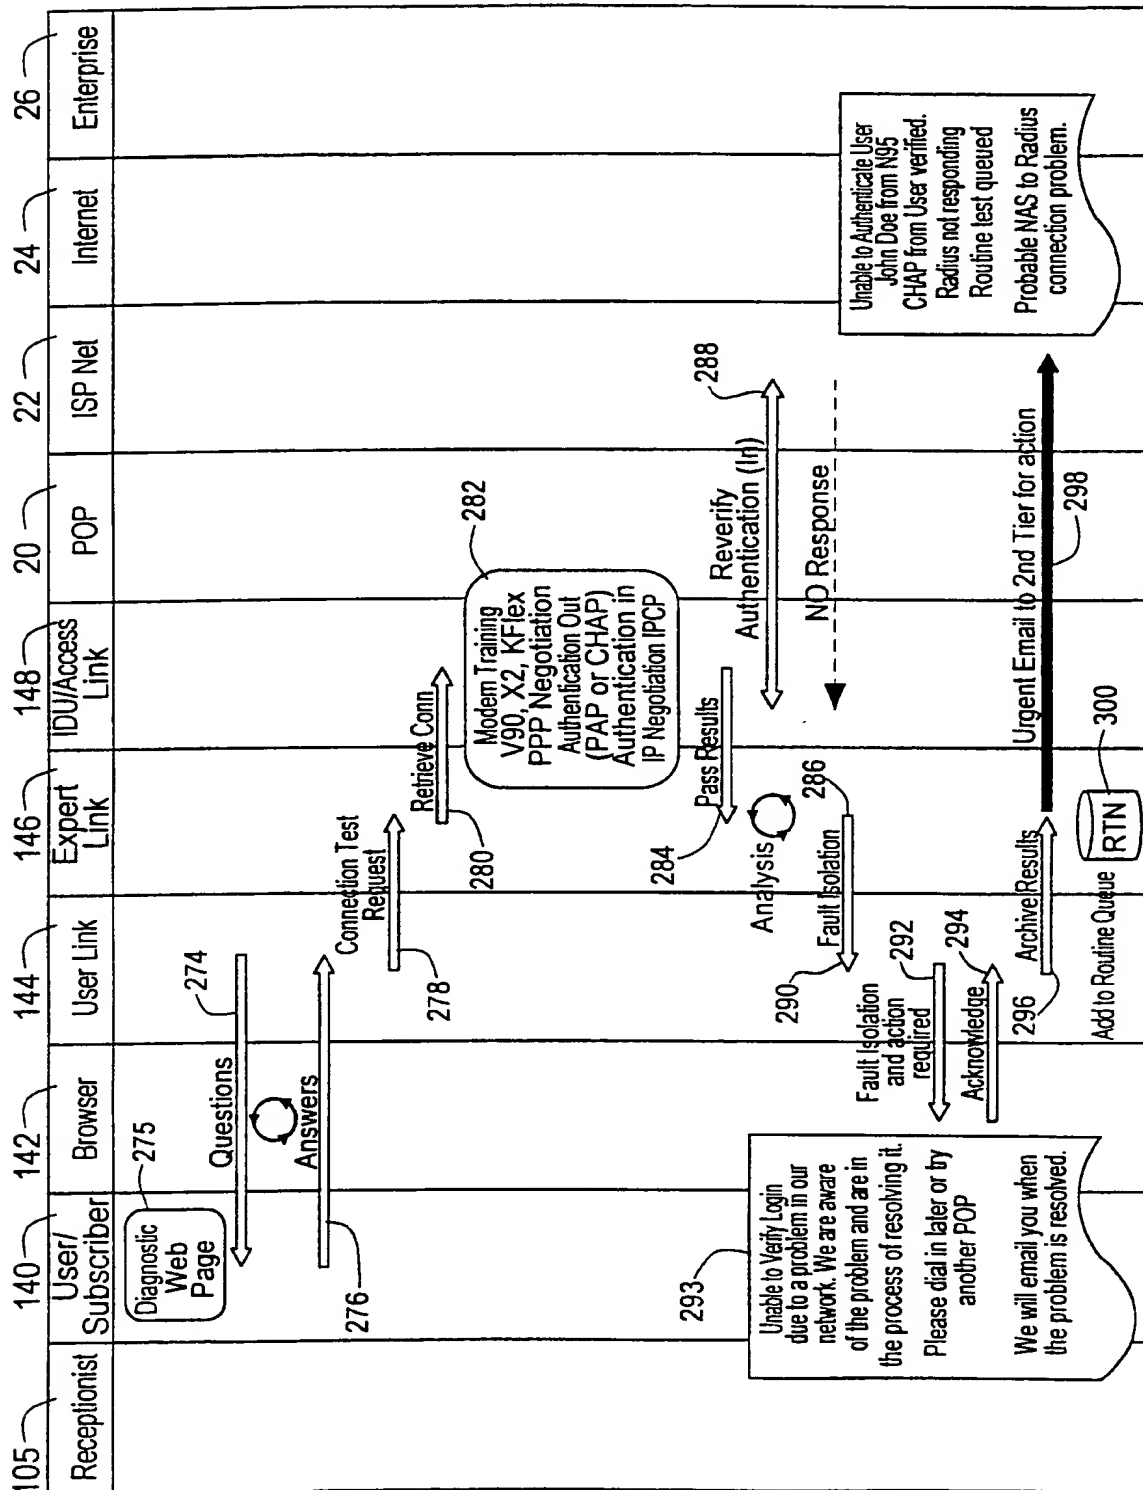 105
140
142
144
146
148
20
22
24
26
Receptionist
User/
Subscriber
Browser
User Link
Expert
Link
IDU/Access
Link
POP
ISP Net
Internet
Enterprise
Diagnostic
Web
Page
275
Questions
274
Answers
276
Connection Test
Request
278
Retrieve Conn
280
Modem Training
V90, X2, KFlex
PPP Negotiation
Authentication Out
(PAP or CHAP)
Authentication in
IP Negotiation IPCP
282
Pass Results
284
Reverify
Authentication (In)
288
Analysis
NO Response
Fault Isolation
286
290
Fault Isolation
and action
required
292
Acknowledge
294
293
Unable to Verify Login
due to a problem in our
network. We are aware
of the problem and are in
the process of resolving it.
Please dial in later or by
another POP
We will email you when
the problem is resolved.
Archive Results
296
Urgent Email to 2nd Tier for action
298
Add to Routine Queue
RTN
300
Unable to Authenticate User
John Doe from N95
CHAP from User verified.
Radius not responding
Routine test queued
Probable NAS to Radius
connection problem.